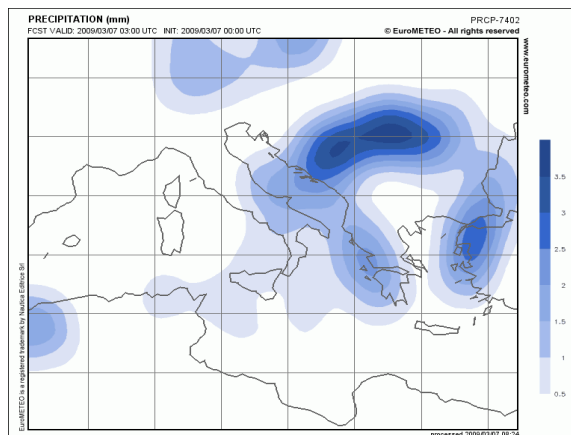 PRECIPITATION (mm)
PRCP-7402
FCST VALID: 2009/03/07 03:00 UTC INIT: 2009/03/07 00:00 UTC
© EuroMETEO - All rights reserved
www.eurometeo.com
3.5
3
2.5
2
1.5
1
0.5
EuroMETEO is a registered trademark by Nautica Editrice Srl
processed 2009/03/07 08:24